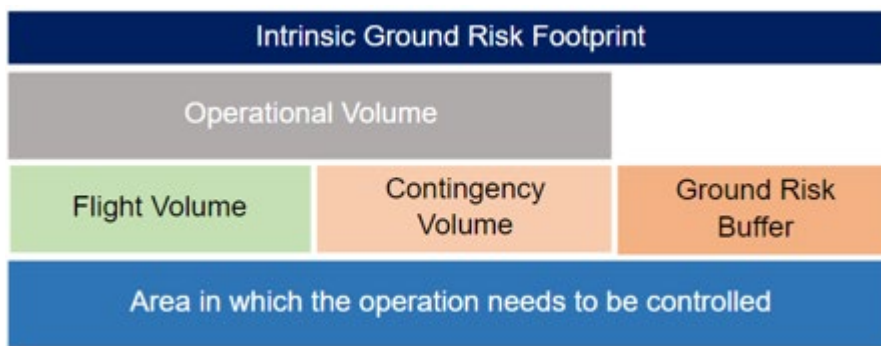 Intrinsic Ground Risk Footprint
Operational Volume
Flight Volume
Contingency
Volume
Ground Risk
Buffer
Area in which the operation needs to be controlled